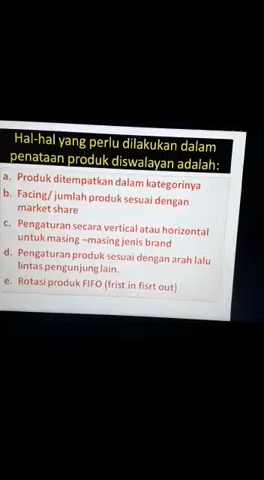 Hal-hal yang perlu dilakukan dalam
penataan produk diswalayan adalah:
a. Produk ditempatkan dalam kategorinya
b. Facing/ jumlah produk sesuai dengan
market share
c. Pengaturan secara vertical atau horizontal
untuk masing –masing jenis brand
d. Pengaturan produk sesuai dengan arah lalu
lintas pengunjung lain.
e. Rotasi produk FIFO (frist in fisrt out)